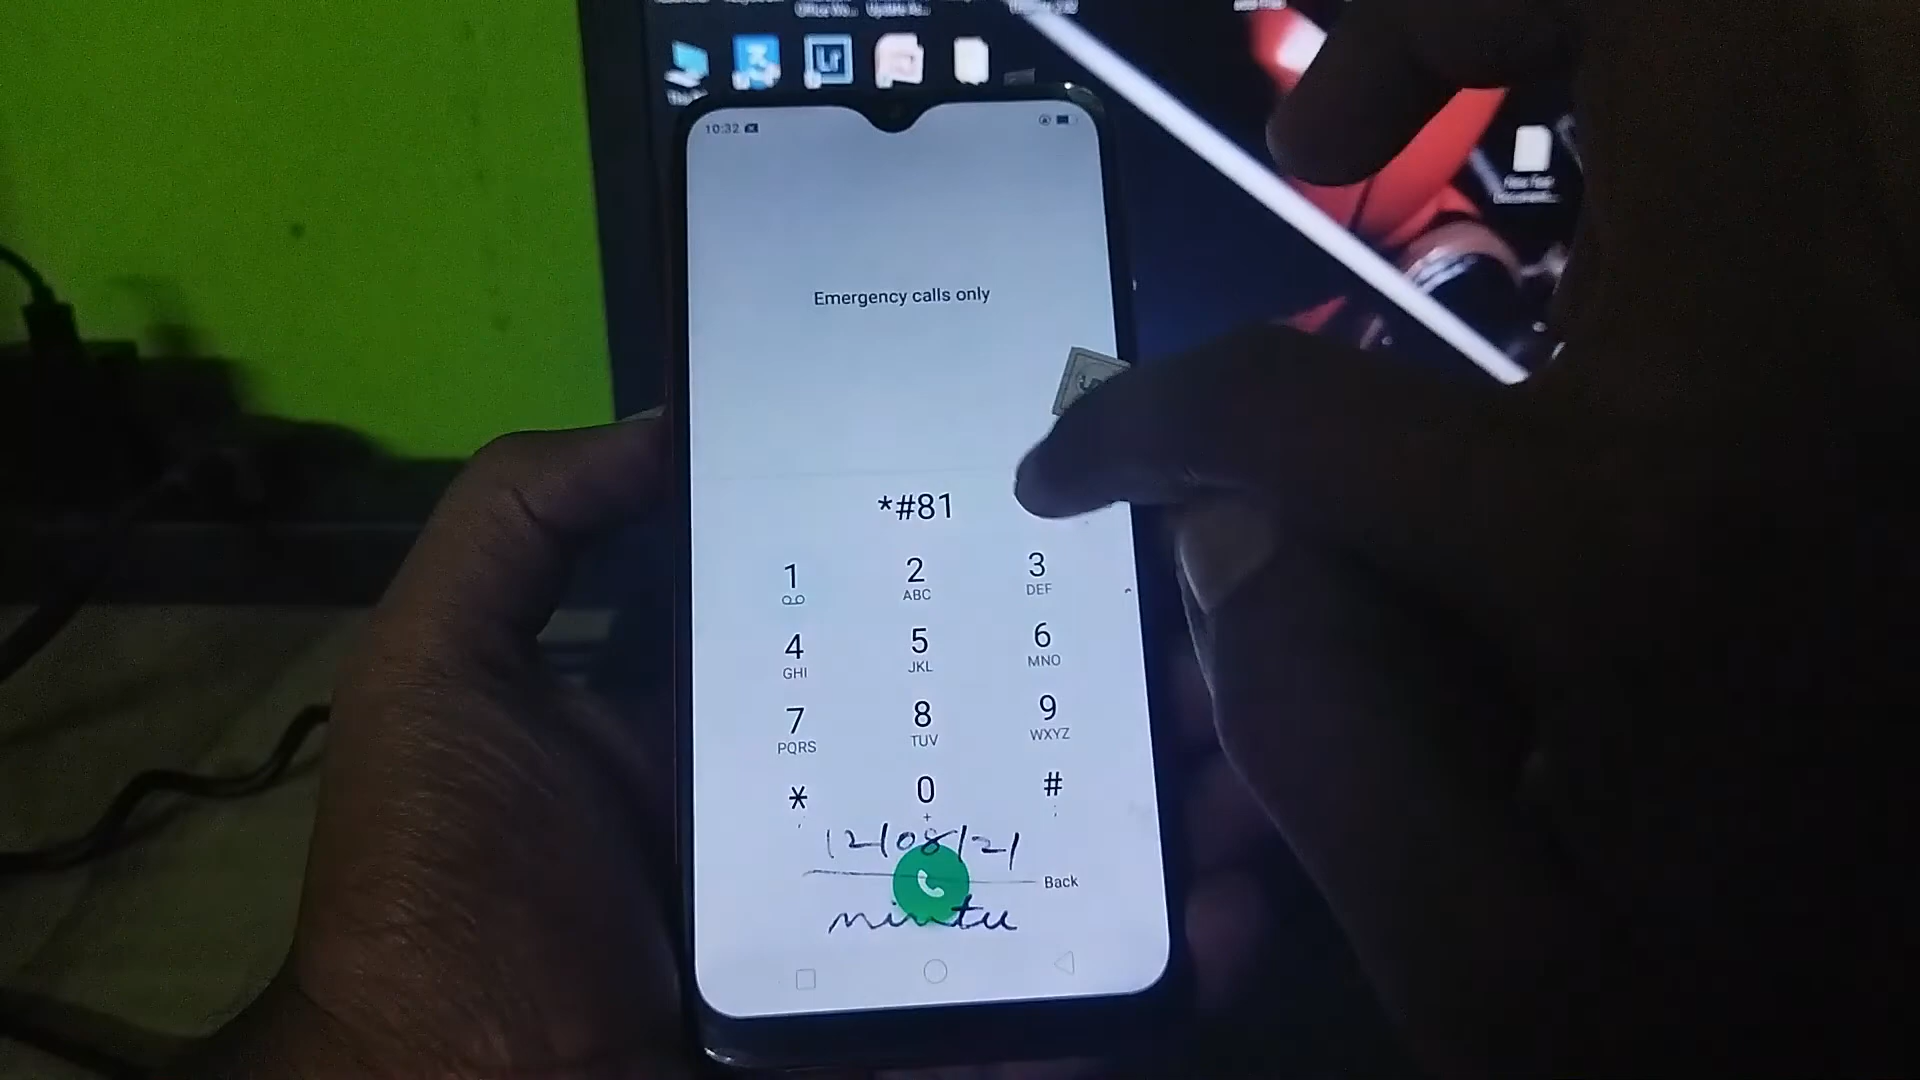 Lr
10:32
Emergency calls only
*#81
1 2 3
ABC DEF
4 5 6
GHI JKL MNO
7 8 9
PQRS TUV WXYZ
* 0 #
+
12/08/21
Back
mintu